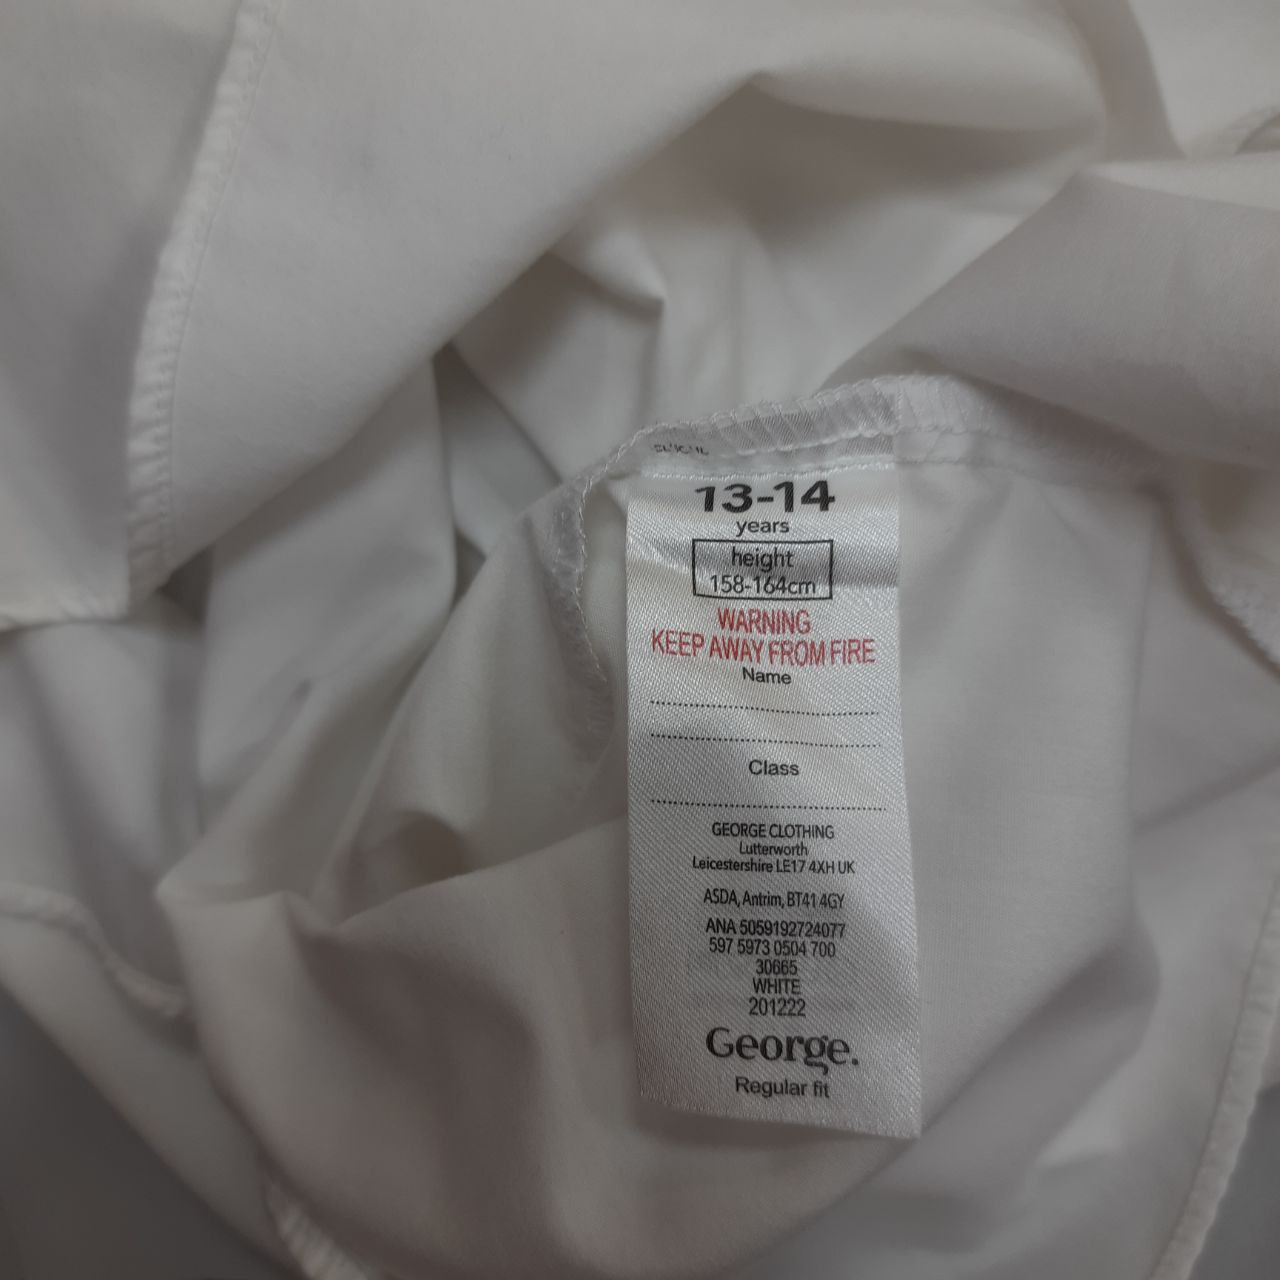 13-14
years
height
158-164cm
WARNING
KEEP AWAY FROM FIRE
Name
Class
GEORGE CLOTHING
Lutterworth
Leicestershire LE17 4XH UK
ASDA, Antrim, BT41 4GY
ANA 5059192724077
597 5973 0504 700
30665
WHITE
201222
George.
Regular fit